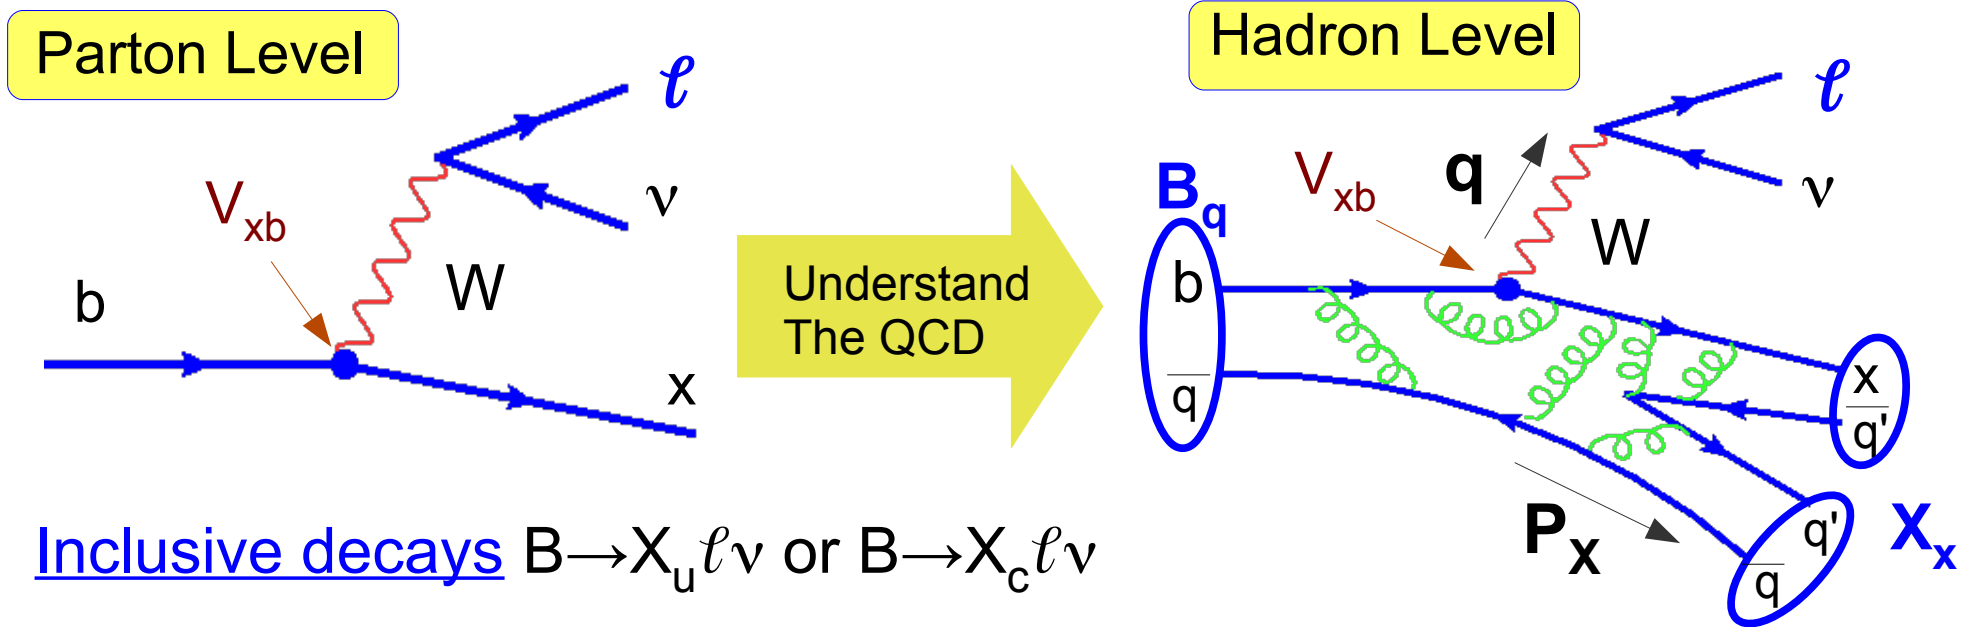 Parton Level
ℓ
ν
V_xb
W
b
x
Understand
The QCD
Hadron Level
ℓ
ν
V_xb
q
W
B_q
b
q̅
x
q̅'
P_X
q'
q̅
X_x
Inclusive decays B→X_uℓν or B→X_cℓν